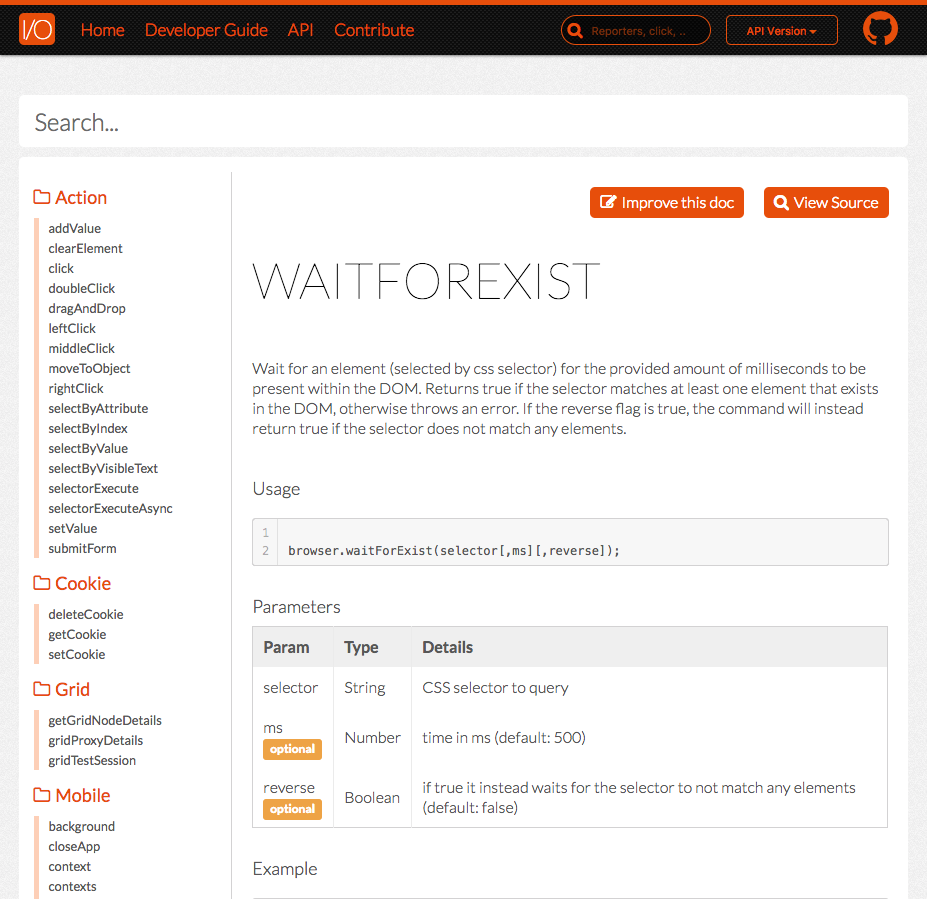 I/O Home Developer Guide API Contribute Reporters, click, .. API Version
Search...
Action
addValue
clearElement
click
doubleClick
dragAndDrop
leftClick
middleClick
moveToObject
rightClick
selectByAttribute
selectByIndex
selectByValue
selectByVisibleText
selectorExecute
selectorExecuteAsync
setValue
submitForm
Cookie
deleteCookie
getCookie
setCookie
Grid
getGridNodeDetails
gridProxyDetails
gridTestSession
Mobile
background
closeApp
context
contexts
Improve this doc View Source
WAITFOREXIST
Wait for an element (selected by css selector) for the provided amount of milliseconds to be
present within the DOM. Returns true if the selector matches at least one element that exists
in the DOM, otherwise throws an error. If the reverse flag is true, the command will instead
return true if the selector does not match any elements.
Usage
1
2 browser.waitForExist(selector[,ms][,reverse]);
Parameters
Param Type Details
selector String CSS selector to query
ms
optional Number time in ms (default: 500)
reverse
optional Boolean if true it instead waits for the selector to not match any elements
(default: false)
Example